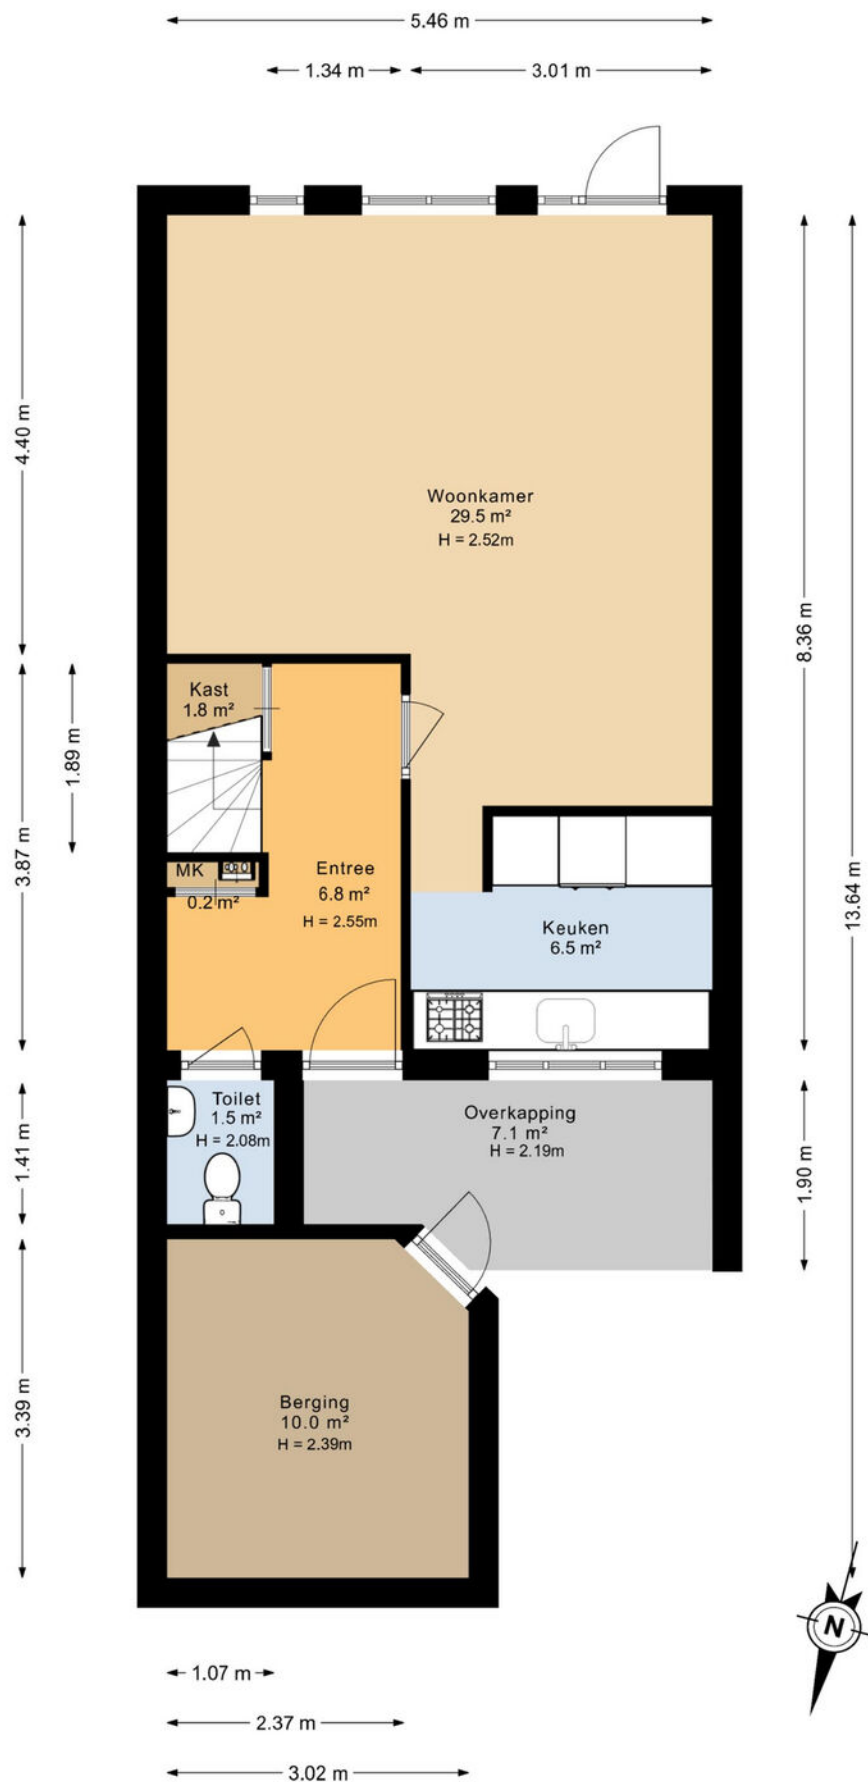 5.46 m
1.34 m
3.01 m
4.40 m
8.36 m
13.64 m
Woonkamer
29.5 m²
H = 2.52m
Kast
1.8 m²
1.89 m
3.87 m
MK
0.2 m²
Entree
6.8 m²
H = 2.55m
Keuken
6.5 m²
Toilet
1.5 m²
H = 2.08m
Overkapping
7.1 m²
H = 2.19m
1.41 m
1.90 m
3.39 m
Berging
10.0 m²
H = 2.39m
N
1.07 m
2.37 m
3.02 m